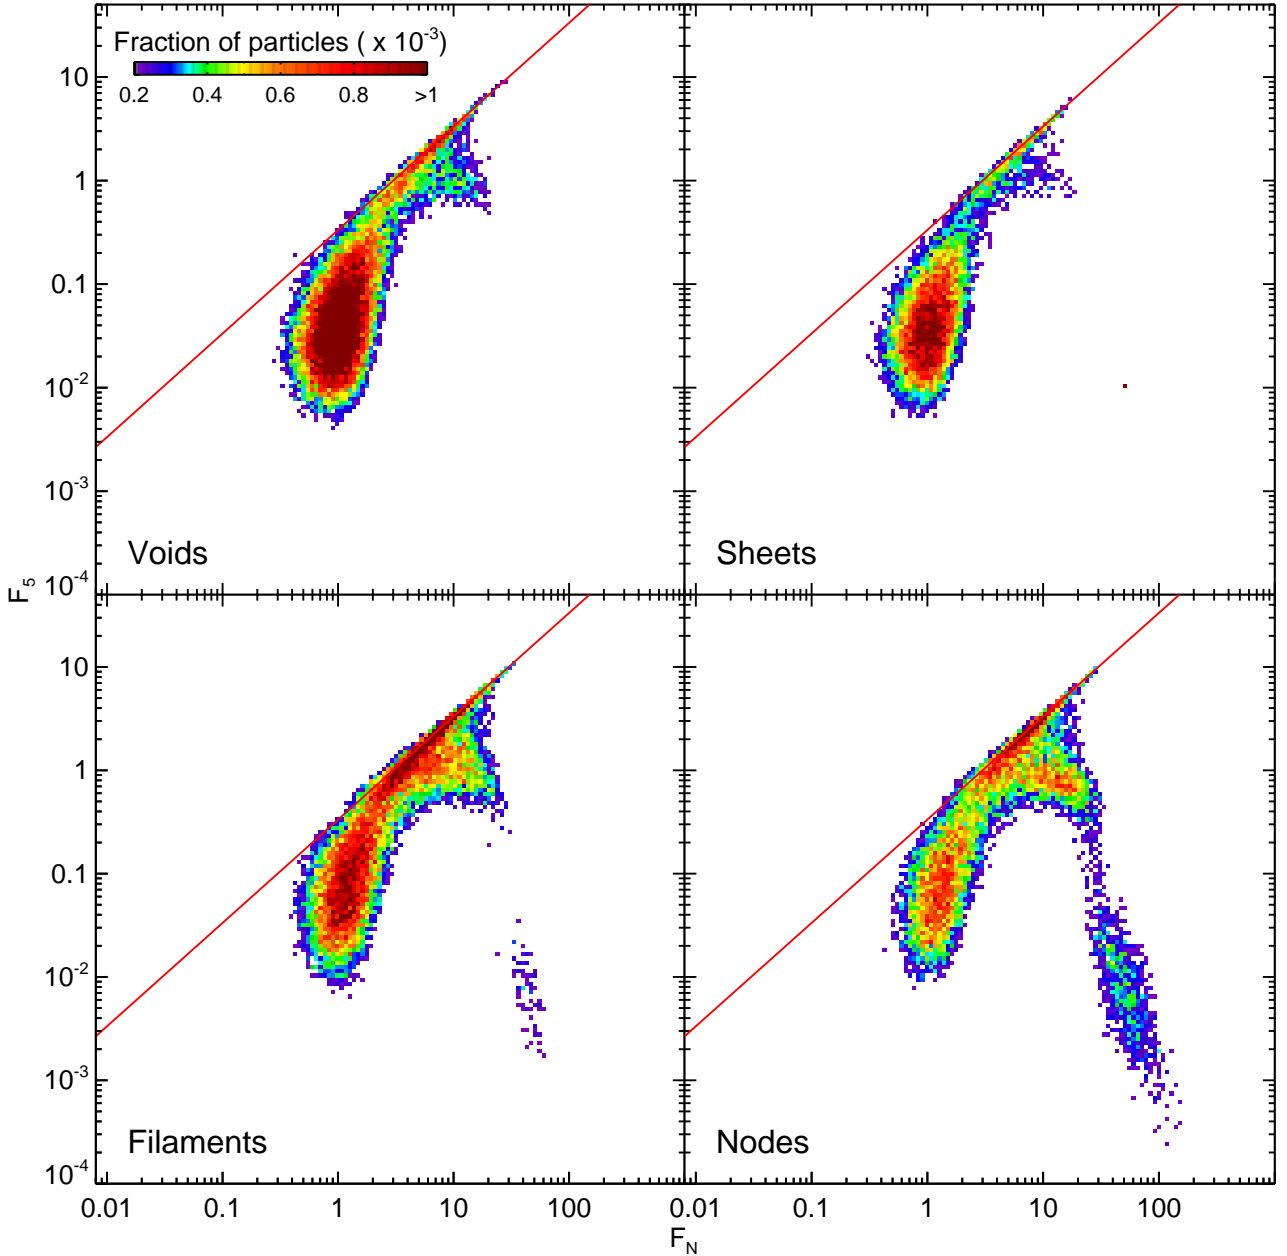 Fraction of particles ( x 10⁻³)
0.2 0.4 0.6 0.8 >1
10
1
0.1
10⁻²
10⁻³
10⁻⁴
Voids
Sheets
F₅
10
1
0.1
10⁻²
10⁻³
10⁻⁴
Filaments
Nodes
0.01 0.1 1 10 100 0.01 0.1 1 10 100
F_N